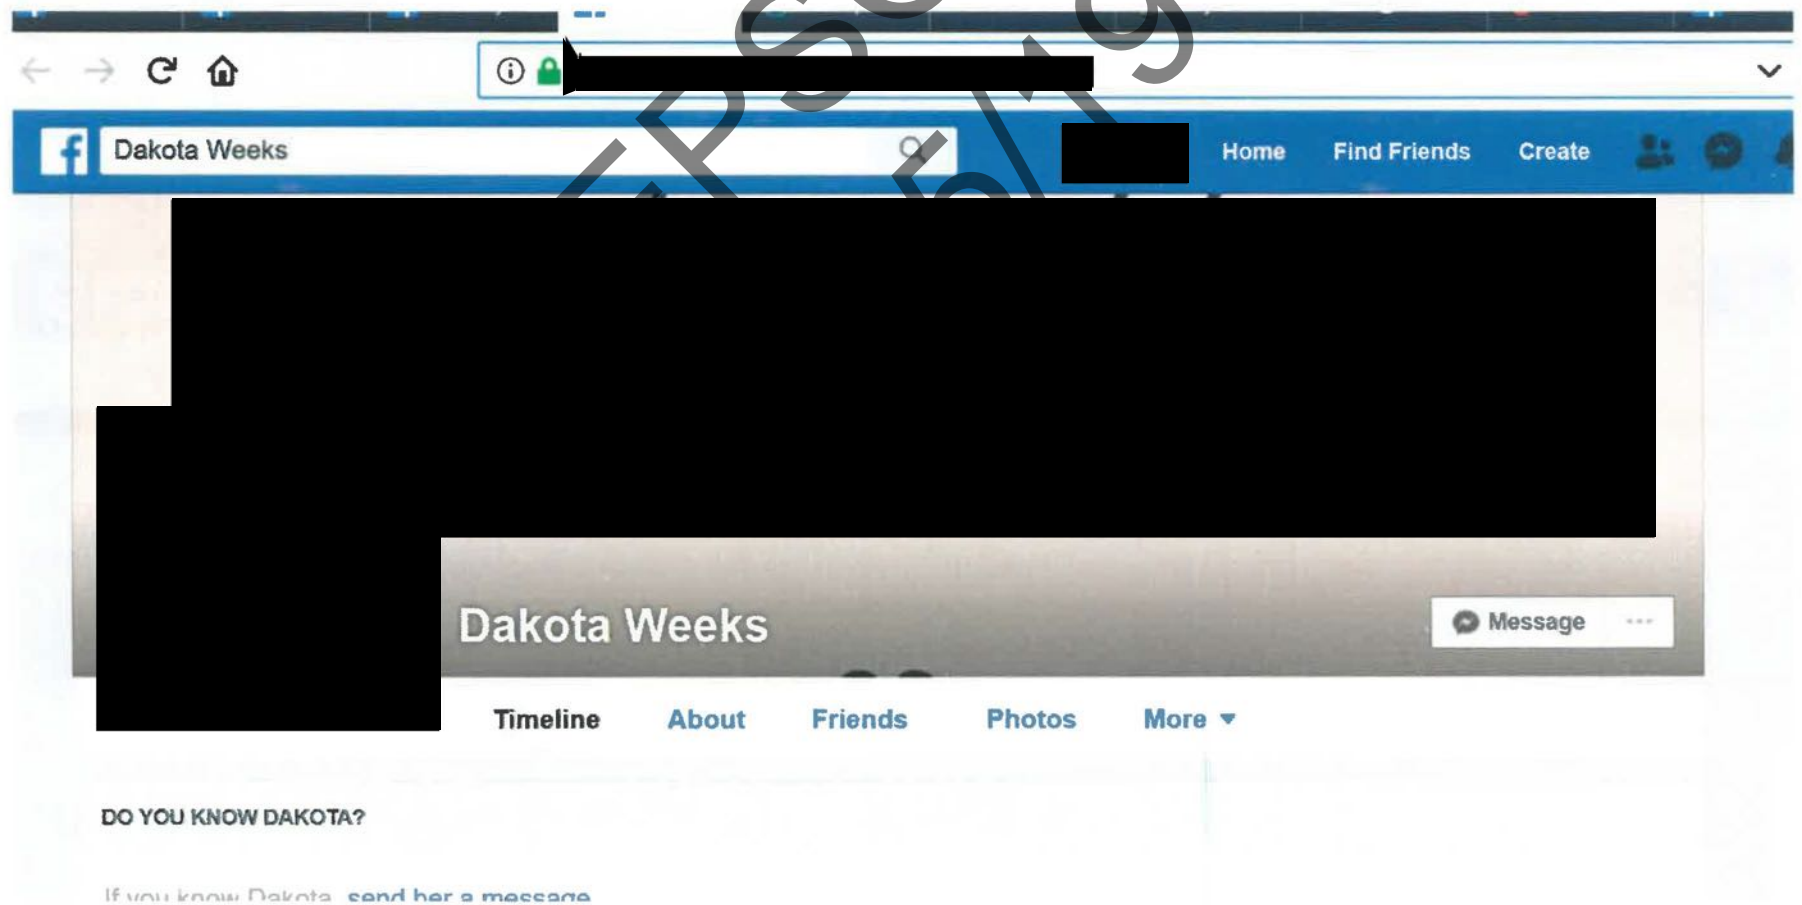 Dakota Weeks
Home Find Friends Create
Dakota Weeks
Message
Timeline About Friends Photos More
DO YOU KNOW DAKOTA?
If you know Dakota, send her a message